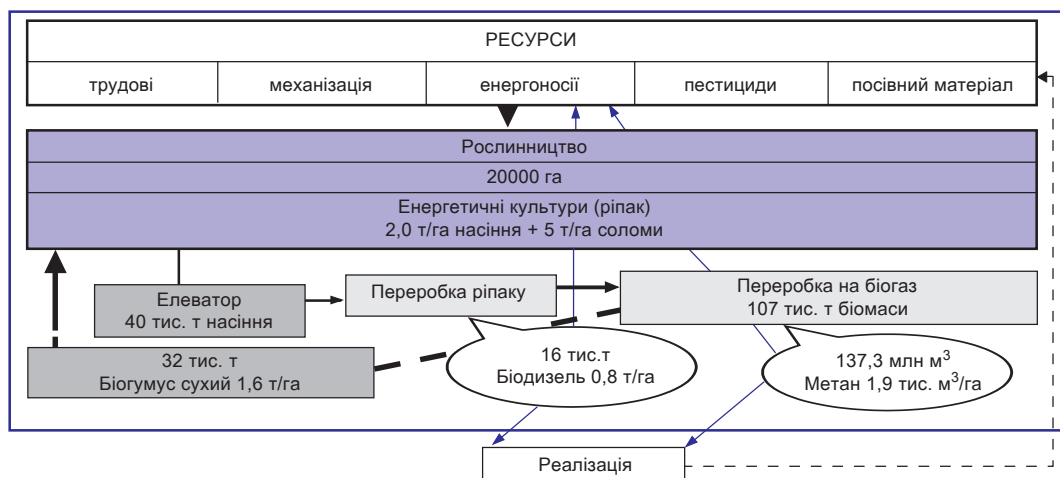 РЕСУРСИ
трудові
механізація
енергоносії
пестициди
посівний матеріал
Рослинництво
20000 га
Енергетичні культури (ріпак)
2,0 т/га насіння + 5 т/га соломи
Елеватор
40 тис. т насіння
Переробка ріпаку
Переробка на біогаз
107 тис. т біомаси
32 тис. т
Біогумус сухий 1,6 т/га
16 тис.т
Біодизель 0,8 т/га
137,3 млн м³
Метан 1,9 тис. м³/га
Реалізація